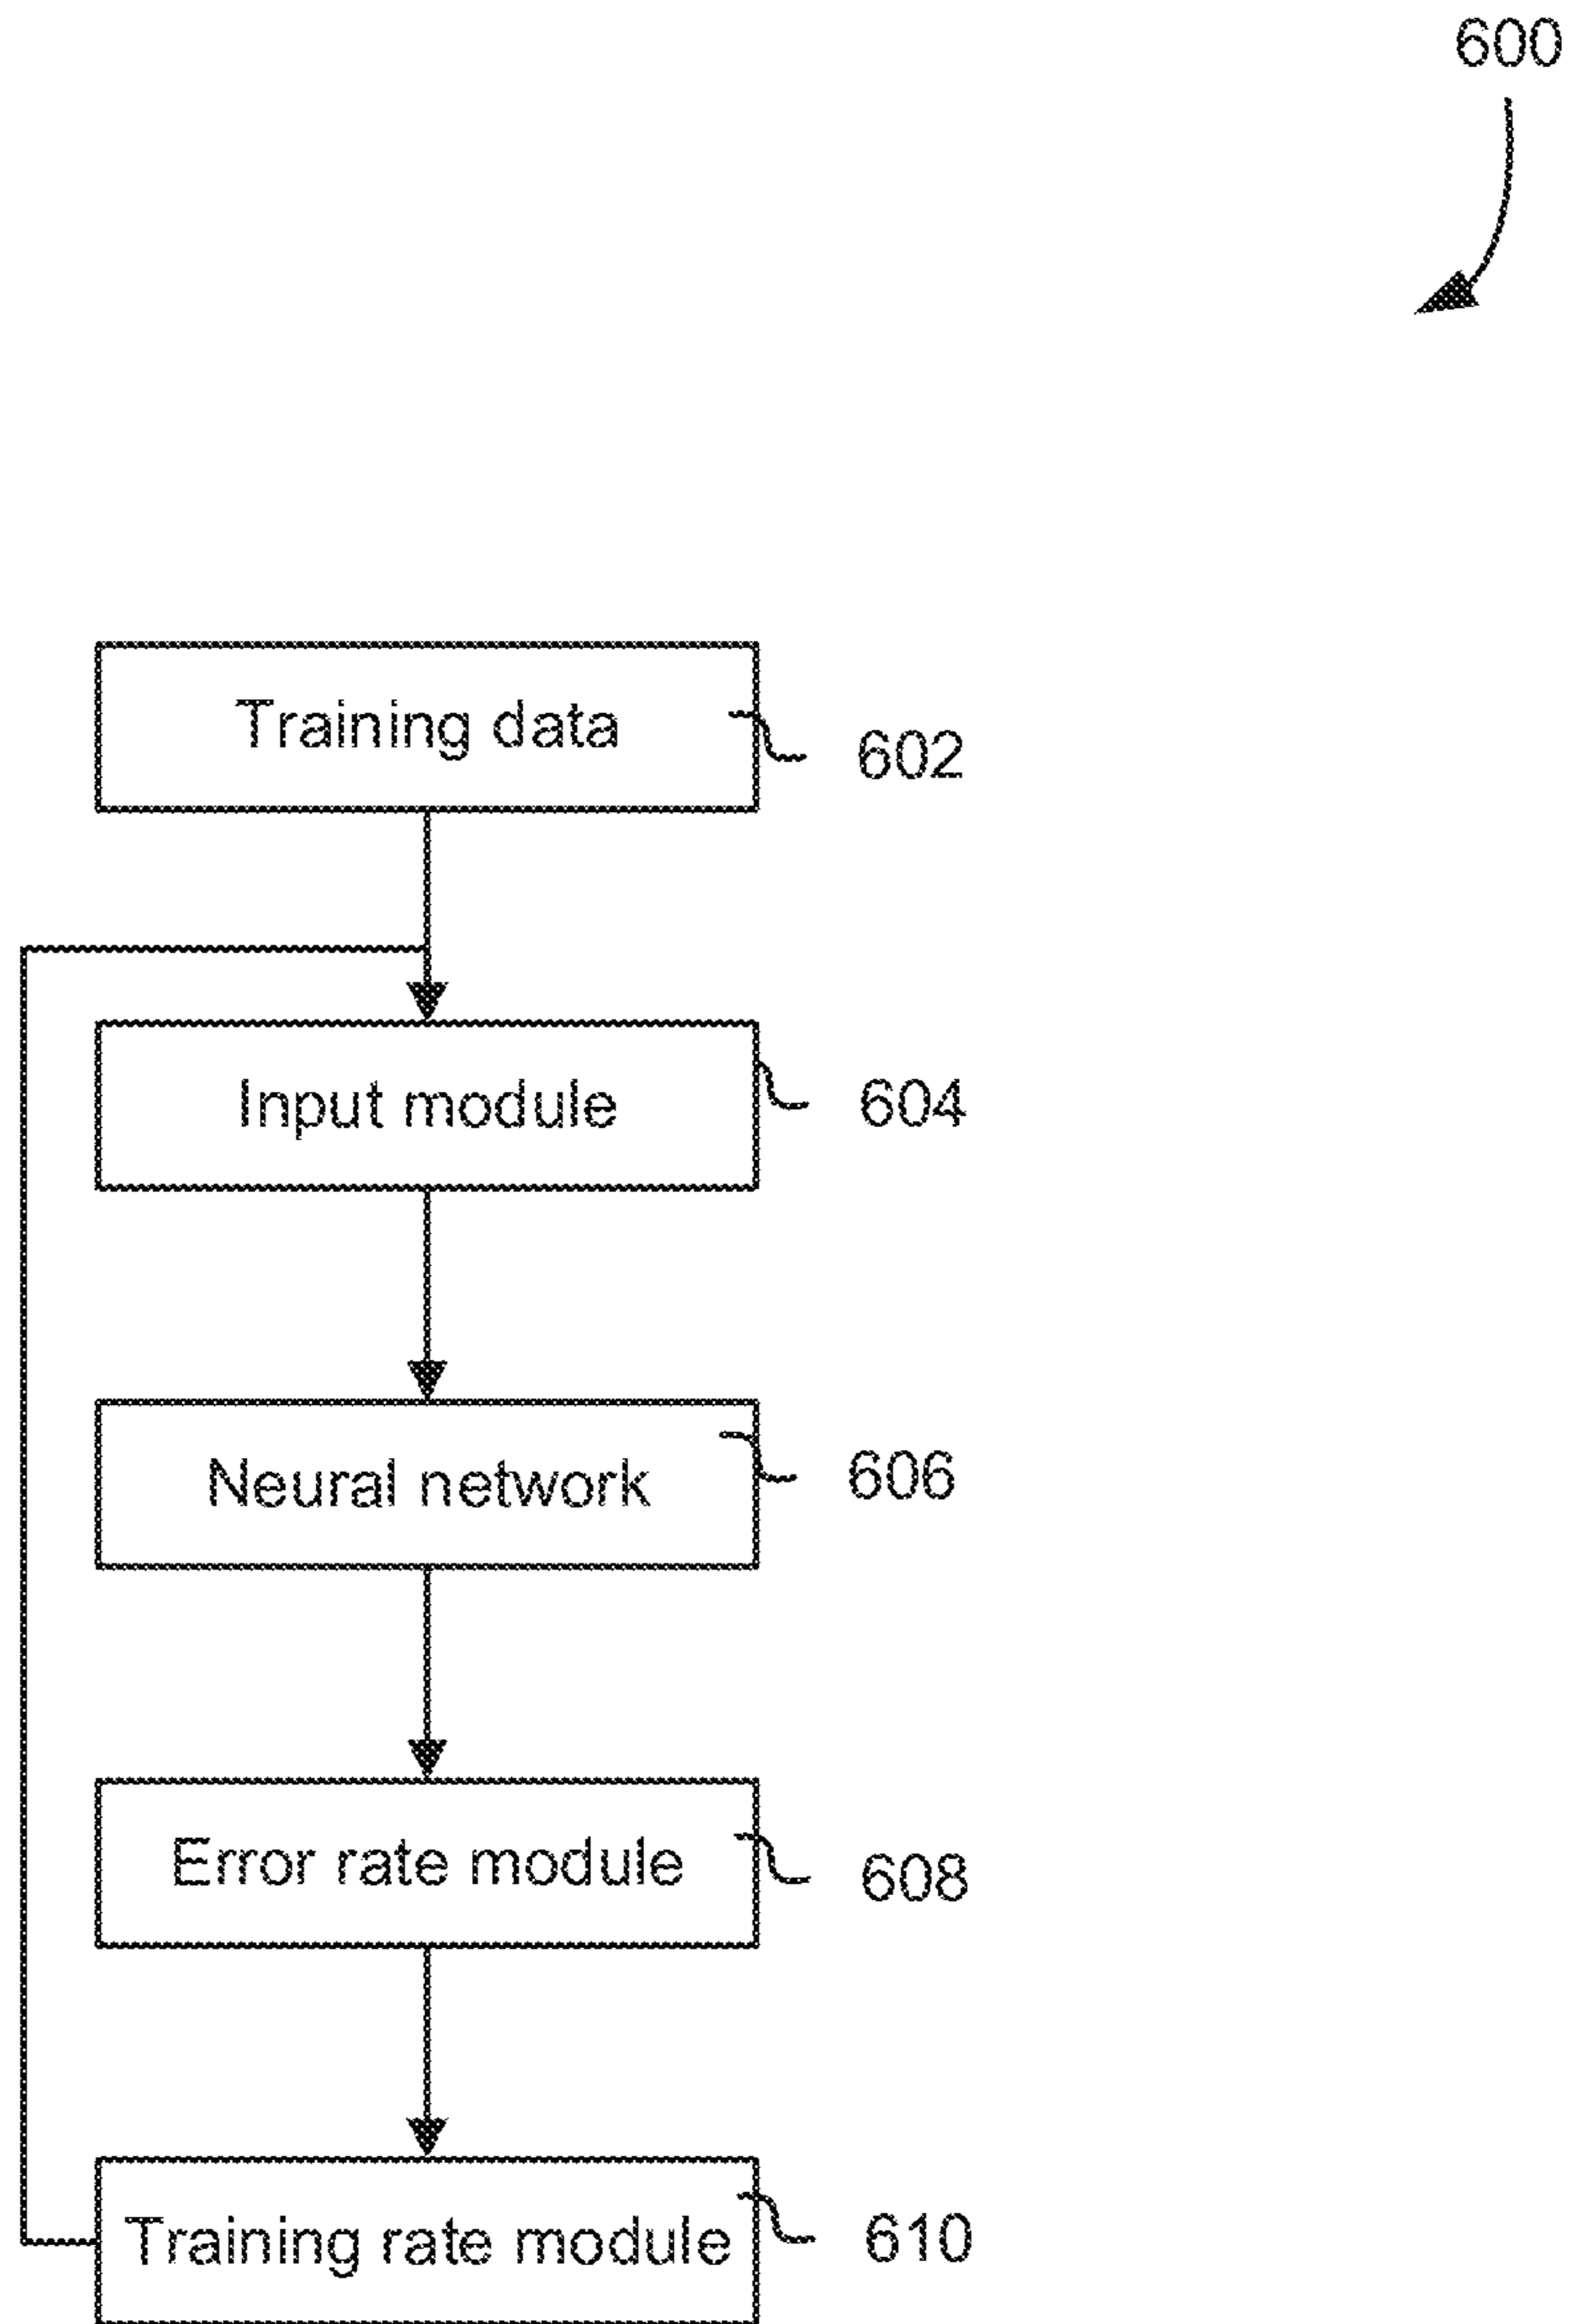 600
Training data
602
Input module
604
Neural network
606
Error rate module
608
Training rate module
610